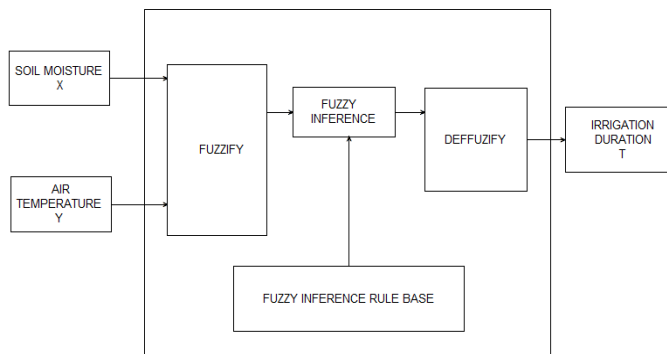 SOIL MOISTURE
X
AIR
TEMPERATURE
Y
FUZZIFY
FUZZY
INFERENCE
DEFFUZIFY
IRRIGATION
DURATION
T
FUZZY INFERENCE RULE BASE